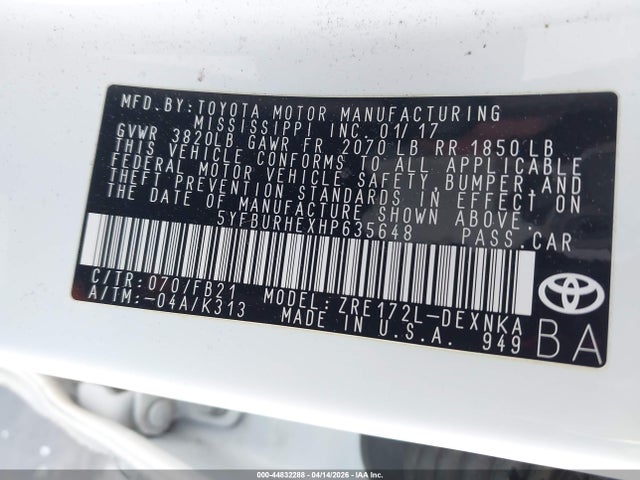 MFD. BY: TOYOTA MOTOR MANUFACTURING
MISSISSIPPI INC. 01/17
GVWR 3820LB GAWR FR 2070 LB RR 1850 LB
THIS VEHICLE CONFORMS TO ALL APPLICABLE
FEDERAL MOTOR VEHICLE SAFETY, BUMPER, AND
THEFT PREVENTION STANDARDS IN EFFECT ON
THE DATE OF MANUFACTURE SHOWN ABOVE.
5YFBURHEXHP635648 PASS. CAR
C/TR: 070/FB21 MODEL: ZRE172L-DEXNKA
A/TM: -04A/K313 MADE IN U.S.A. 949
BA
000-44832288 - 04/14/2026 - Copyright IAA, Inc.